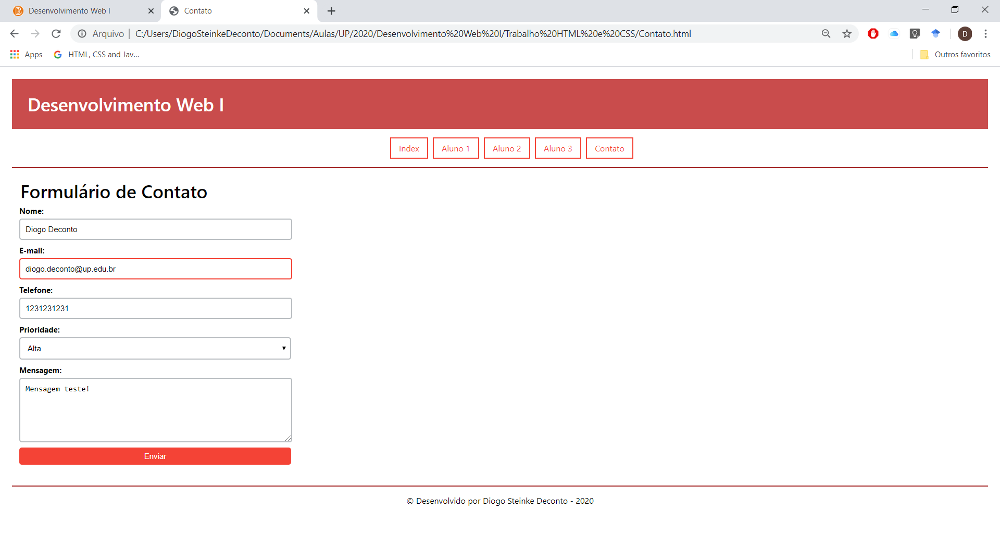 Desenvolvimento Web I
Contato
Arquivo | C:/Users/DiogoSteinkeDeconto/Documents/Aulas/UP/2020/Desenvolvimento%20Web%20I/Trabalho%20HTML%20e%20CSS/Contato.html
D
Apps
HTML, CSS and Jav...
Outros favoritos
Desenvolvimento Web I
Index
Aluno 1
Aluno 2
Aluno 3
Contato
Formulário de Contato
Nome:
Diogo Deconto
E-mail:
diogo.deconto@up.edu.br
Telefone:
1231231231
Prioridade:
Alta
Mensagem:
Mensagem teste!
Enviar
© Desenvolvido por Diogo Steinke Deconto - 2020